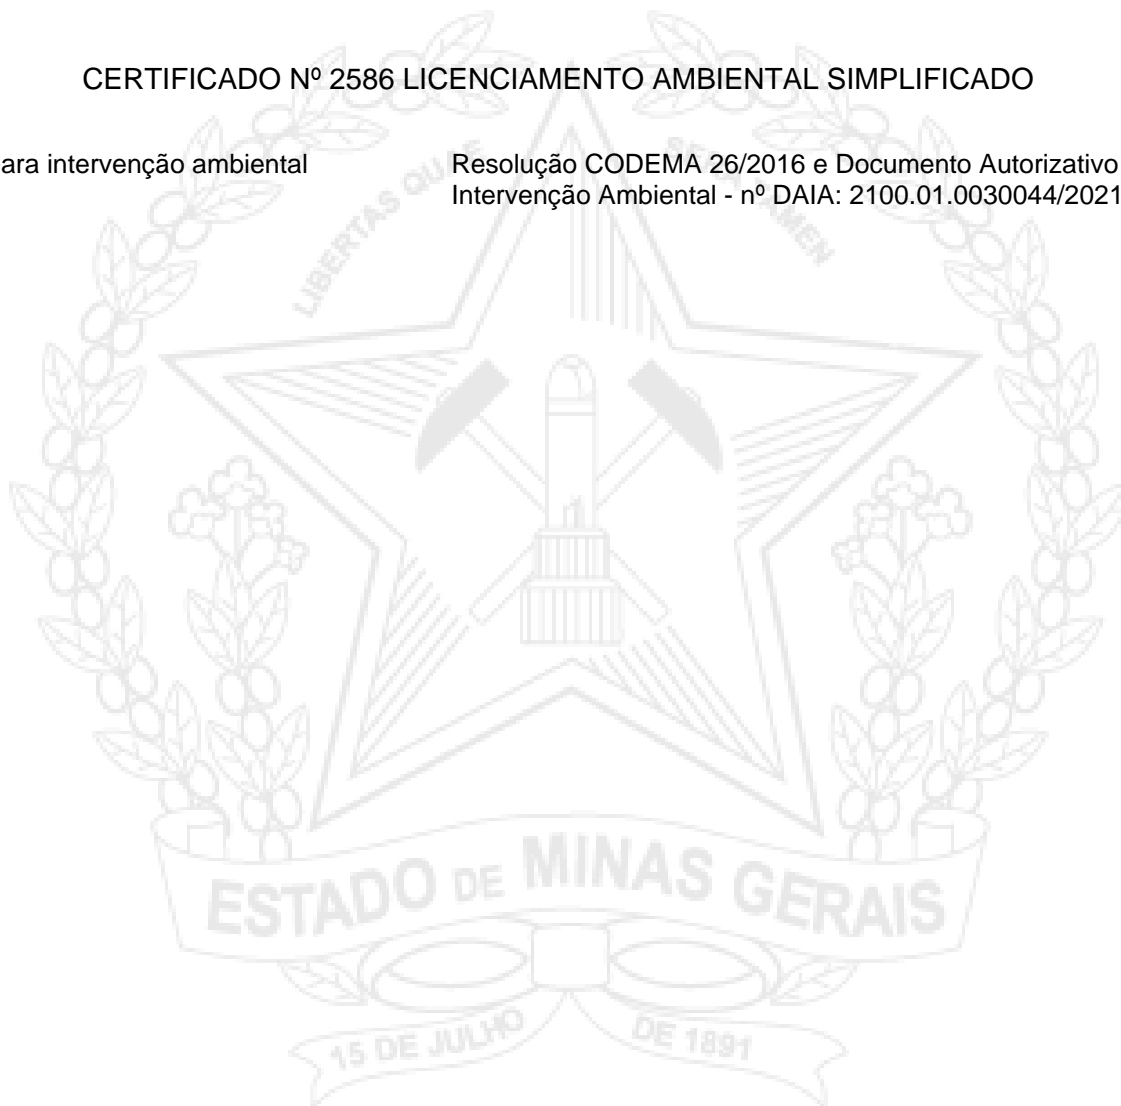 CERTIFICADO Nº 2586 LICENCIAMENTO AMBIENTAL SIMPLIFICADO
ara intervenção ambiental
Resolução CODEMA 26/2016 e Documento Autorizativo
Intervenção Ambiental - nº DAIA: 2100.01.0030044/2021
LIBERTAS QUAE SERA TAMEN
ESTADO DE MINAS GERAIS
15 DE JULHO DE 1891